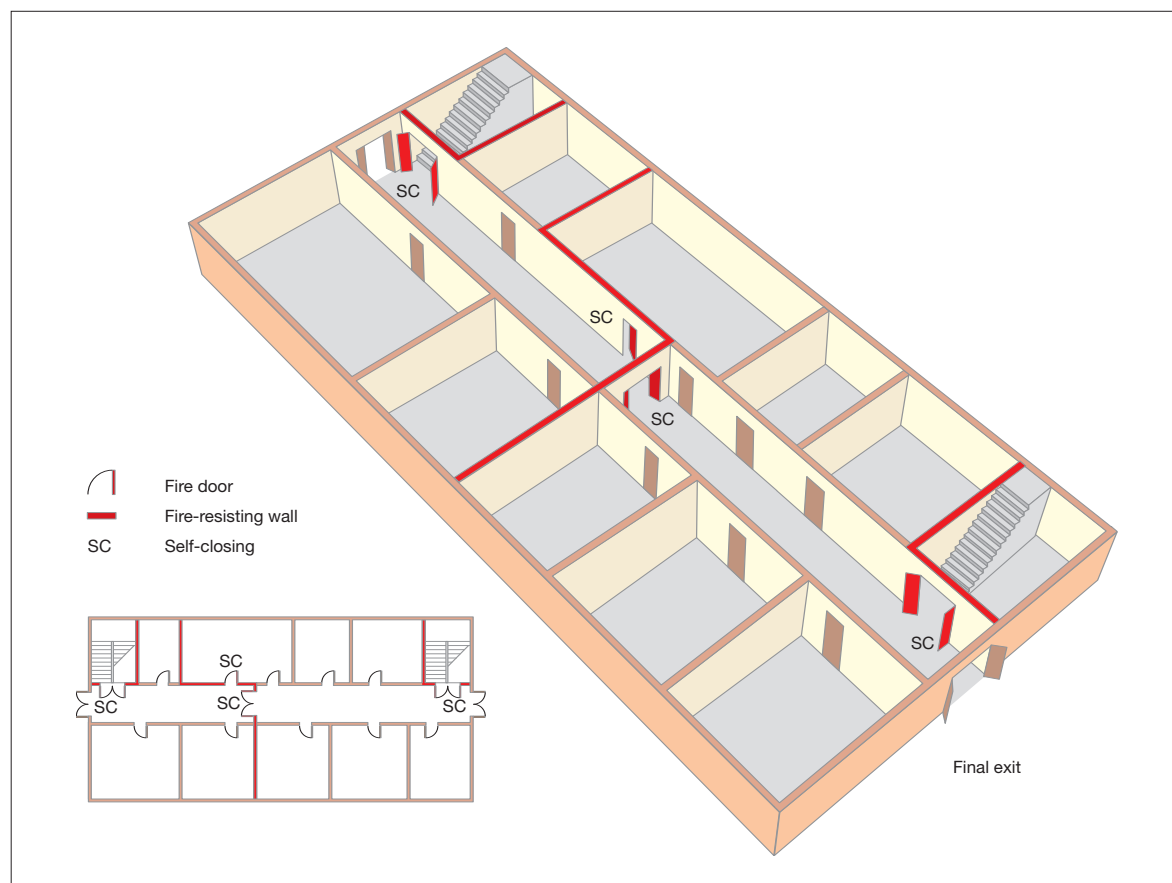 SC
SC
SC
SC
Fire door
Fire-resisting wall
SC Self-closing
SC
SC
SC
SC
Final exit